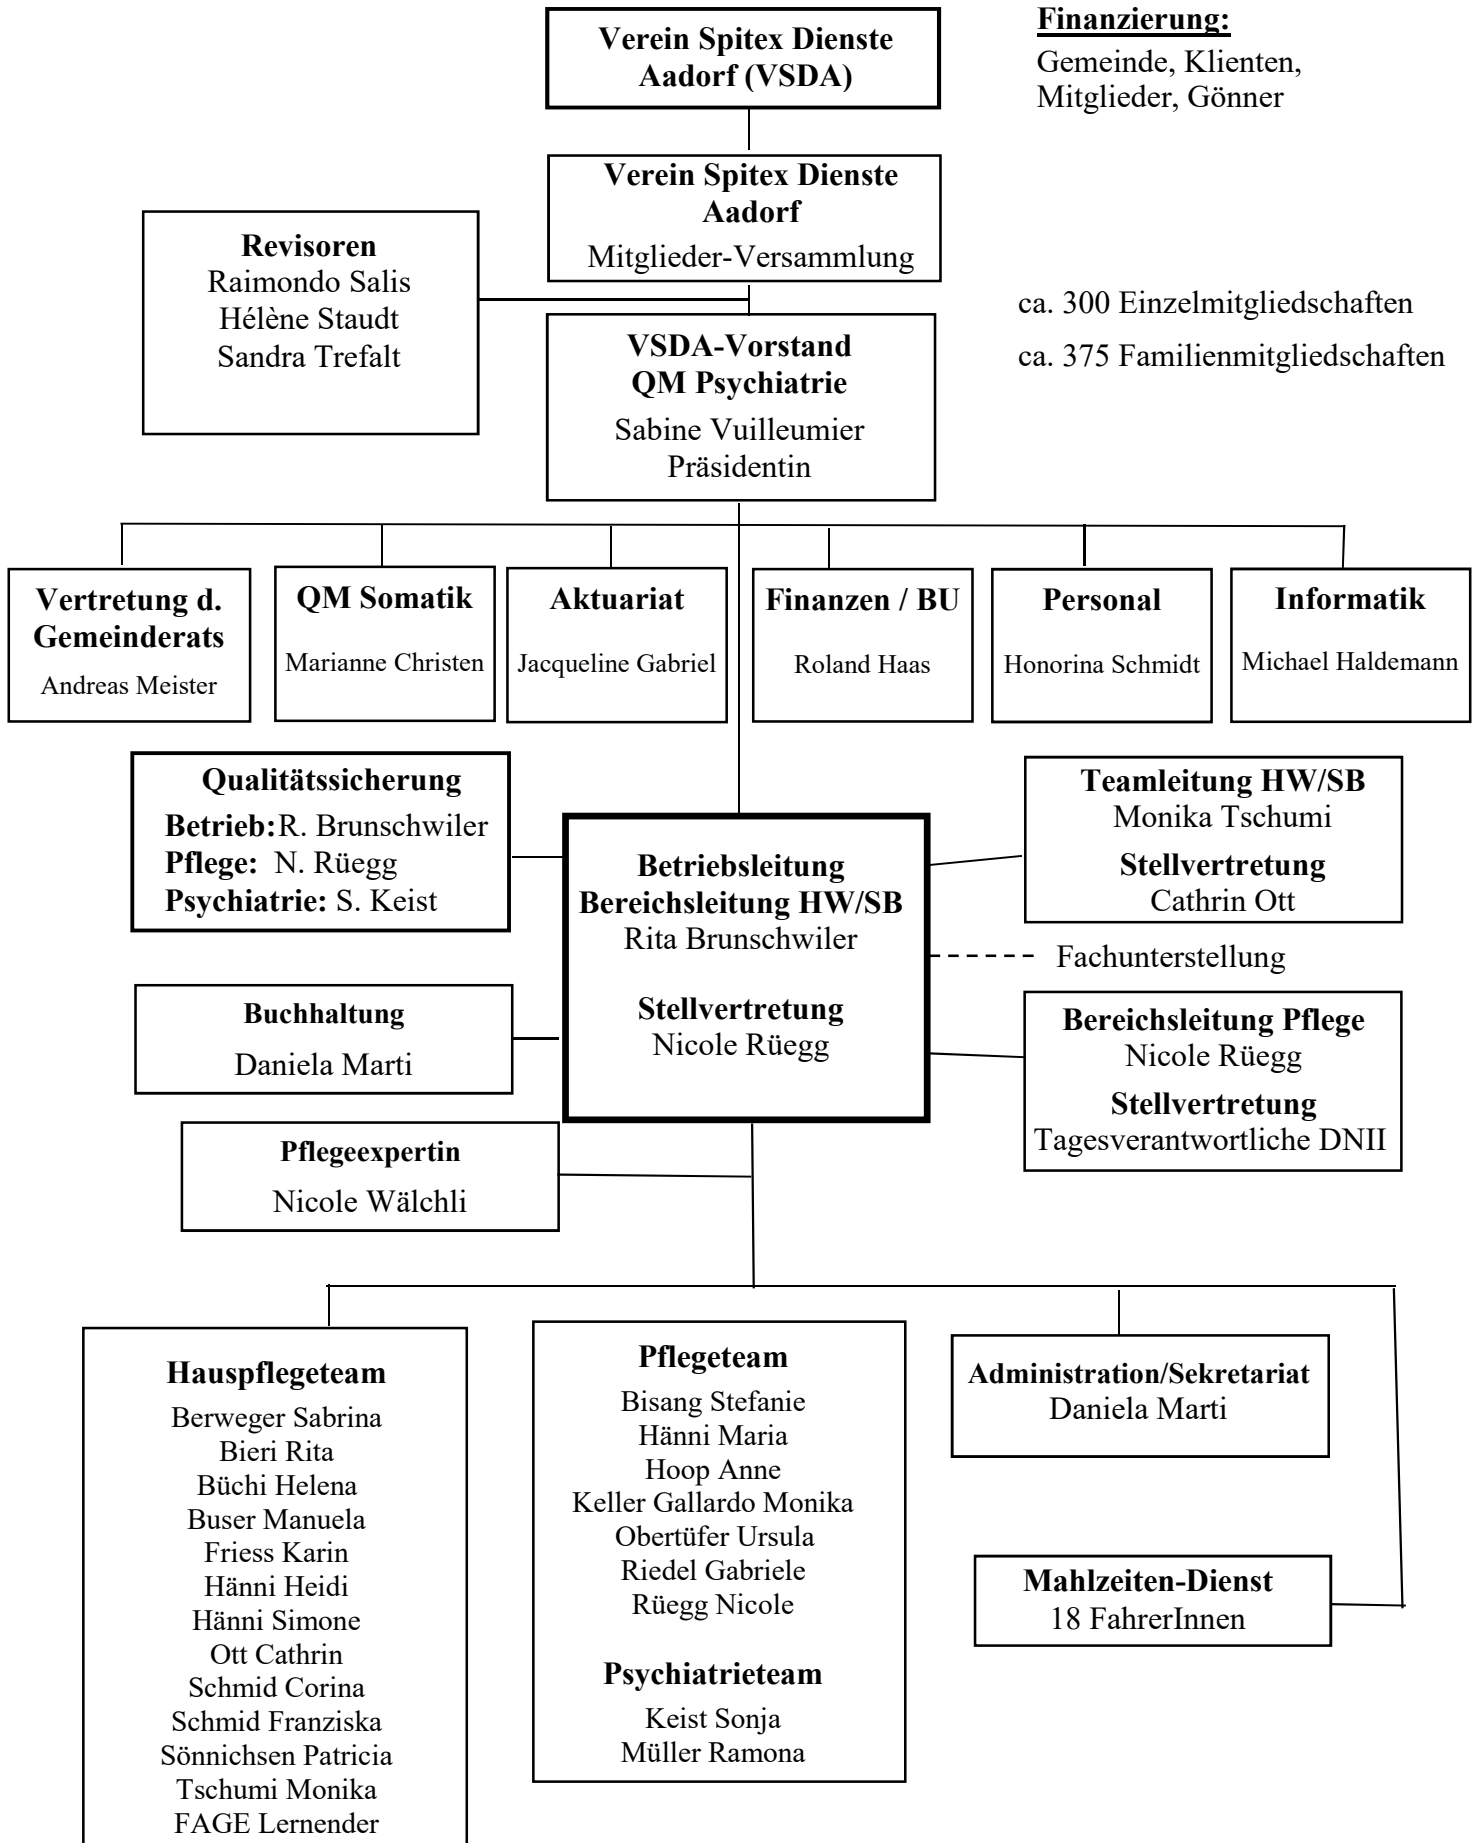 Verein Spitex Dienste
Aadorf (VSDA)
Finanzierung:
Gemeinde, Klienten,
Mitglieder, Gönner
Verein Spitex Dienste
Aadorf
Mitglieder-Versammlung
Revisoren
Raimondo Salis
Hélène Staudt
Sandra Trefalt
ca. 300 Einzelmitgliedschaften
ca. 375 Familienmitgliedschaften
VSDA-Vorstand
QM Psychiatrie
Sabine Vuilleumier
Präsidentin
Vertretung d.
Gemeinderats
Andreas Meister
QM Somatik
Marianne Christen
Aktuariat
Jacqueline Gabriel
Finanzen / BU
Roland Haas
Personal
Honorina Schmidt
Informatik
Michael Haldemann
Qualitätssicherung
Betrieb: R. Brunschwiler
Pflege: N. Rüegg
Psychiatrie: S. Keist
Betriebsleitung
Bereichsleitung HW/SB
Rita Brunschwiler
Stellvertretung
Nicole Rüegg
Teamleitung HW/SB
Monika Tschumi
Stellvertretung
Cathrin Ott
Fachunterstellung
Buchhaltung
Daniela Marti
Bereichsleitung Pflege
Nicole Rüegg
Stellvertretung
Tagesverantwortliche DNII
Pflegeexpertin
Nicole Wälchli
Hauspflegeteam
Berweger Sabrina
Bieri Rita
Büchi Helena
Buser Manuela
Friess Karin
Hänni Heidi
Hänni Simone
Ott Cathrin
Schmid Corina
Schmid Franziska
Sönnichsen Patricia
Tschumi Monika
FAGE Lernender
Pflegeteam
Bisang Stefanie
Hänni Maria
Hoop Anne
Keller Gallardo Monika
Obertüfer Ursula
Riedel Gabriele
Rüegg Nicole
Psychiatrieteam
Keist Sonja
Müller Ramona
Administration/Sekretariat
Daniela Marti
Mahlzeiten-Dienst
18 FahrerInnen